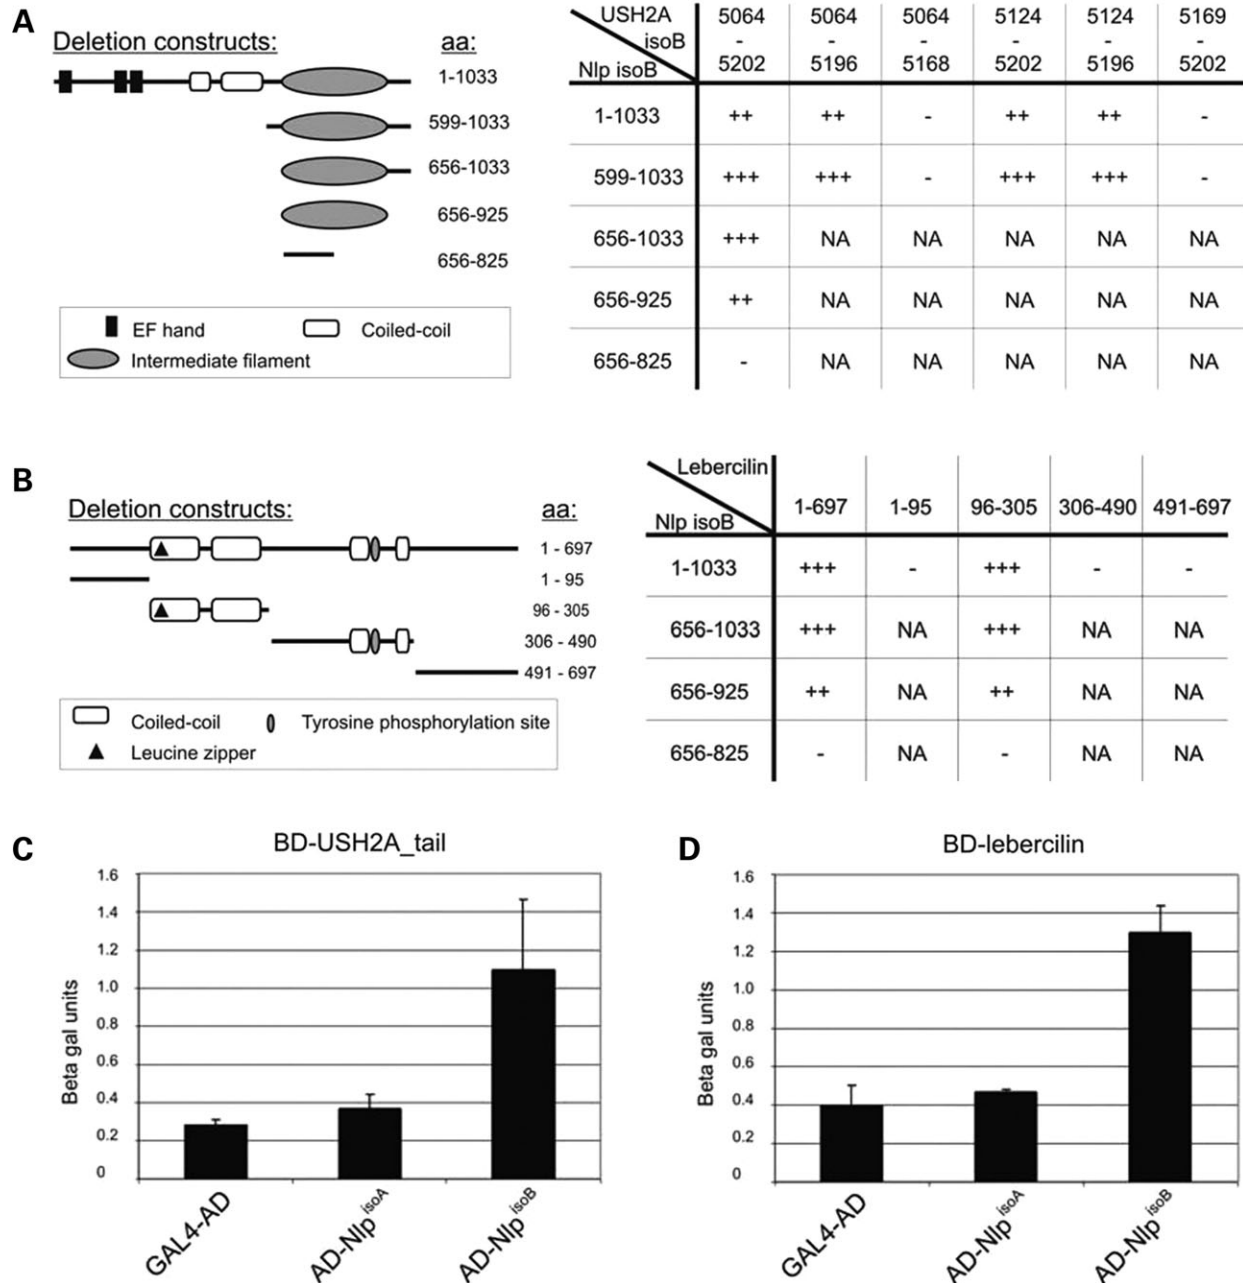 A
Deletion constructs: aa:
1-1033
599-1033
656-1033
656-925
656-825
EF hand Coiled-coil
Intermediate filament
USH2A isoB 5064 - 5202 5064 - 5196 5064 - 5168 5124 - 5202 5124 - 5196 5169 - 5202
Nlp isoB
1-1033 ++ ++ - ++ ++ -
599-1033 +++ +++ - +++ +++ -
656-1033 +++ NA NA NA NA NA
656-925 ++ NA NA NA NA NA
656-825 - NA NA NA NA NA
B
Deletion constructs: aa:
1 - 697
1 - 95
96 - 305
306 - 490
491 - 697
Coiled-coil Tyrosine phosphorylation site
Leucine zipper
Lebercilin 1-697 1-95 96-305 306-490 491-697
Nlp isoB
1-1033 +++ - +++ - -
656-1033 +++ NA +++ NA NA
656-925 ++ NA ++ NA NA
656-825 - NA - NA NA
C
BD-USH2A_tail
Beta gal units
1.6
1.4
1.2
1.0
0.8
0.6
0.4
0.2
0
GAL4-AD AD-Nlp isoA AD-Nlp isoB
D
BD-lebercilin
Beta gal units
1.6
1.4
1.2
1.0
0.8
0.6
0.4
0.2
0
GAL4-AD AD-Nlp isoA AD-Nlp isoB